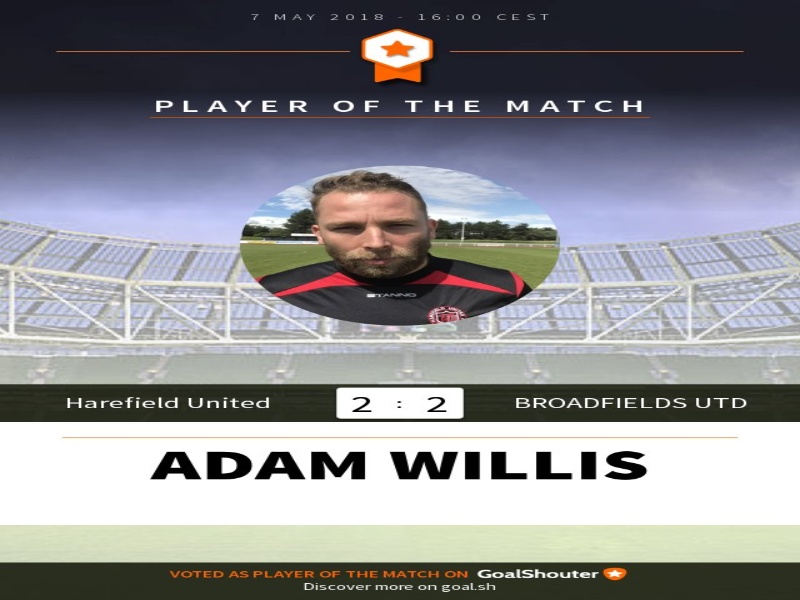 7 MAY 2018 - 16:00 CEST
PLAYER OF THE MATCH
STANNO
Harefield United 2 : 2 BROADFIELDS UTD
ADAM WILLIS
VOTED AS PLAYER OF THE MATCH ON GoalShouter
Discover more on goal.sh